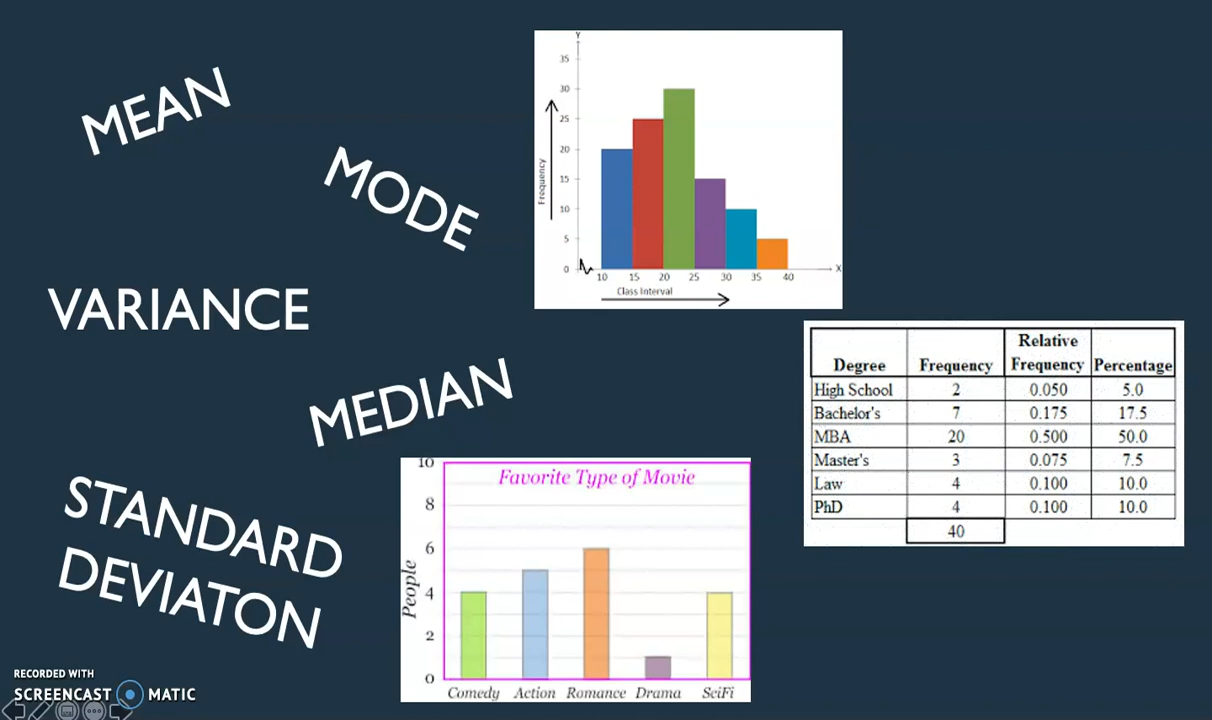 MEAN
MODE
VARIANCE
MEDIAN
STANDARD
DEVIATON
Y
35
30
25
20
15
10
5
0
Frequency
10 15 20 25 30 35 40
X
Class Interval
Degree Frequency Relative Frequency Percentage
High School 2 0.050 5.0
Bachelor's 7 0.175 17.5
MBA 20 0.500 50.0
Master's 3 0.075 7.5
Law 4 0.100 10.0
PhD 4 0.100 10.0
40
Favorite Type of Movie
10
8
6
4
2
0
People
Comedy Action Romance Drama SciFi
RECORDED WITH
SCREENCAST MATIC